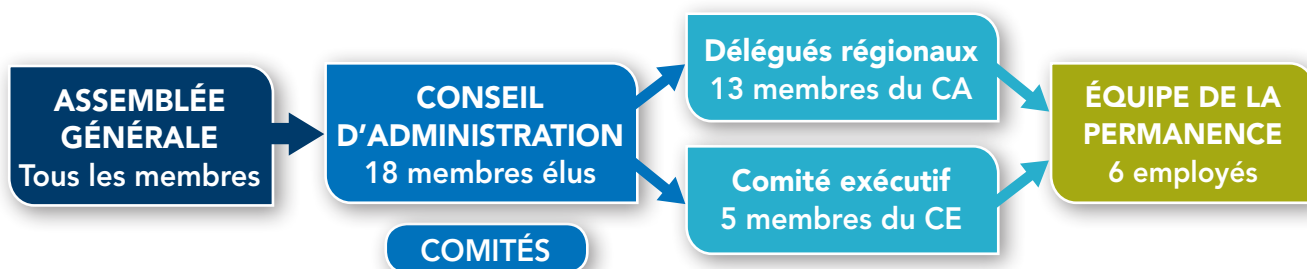 ASSEMBLÉE
GÉNÉRALE
Tous les membres
CONSEIL
D'ADMINISTRATION
18 membres élus
COMITÉS
Délégués régionaux
13 membres du CA
Comité exécutif
5 membres du CE
ÉQUIPE DE LA
PERMANENCE
6 employés